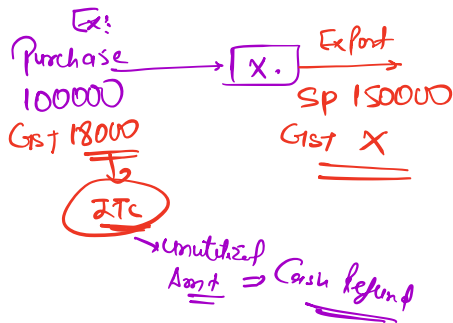 Ex:
Purchase
100000
Gst 18000
ITC
X.
Export
SP 150000
Gst X
unutilized
Amt = Cash Refund